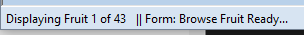 Displaying Fruit 1 of 43 || Form: Browse Fruit Ready...